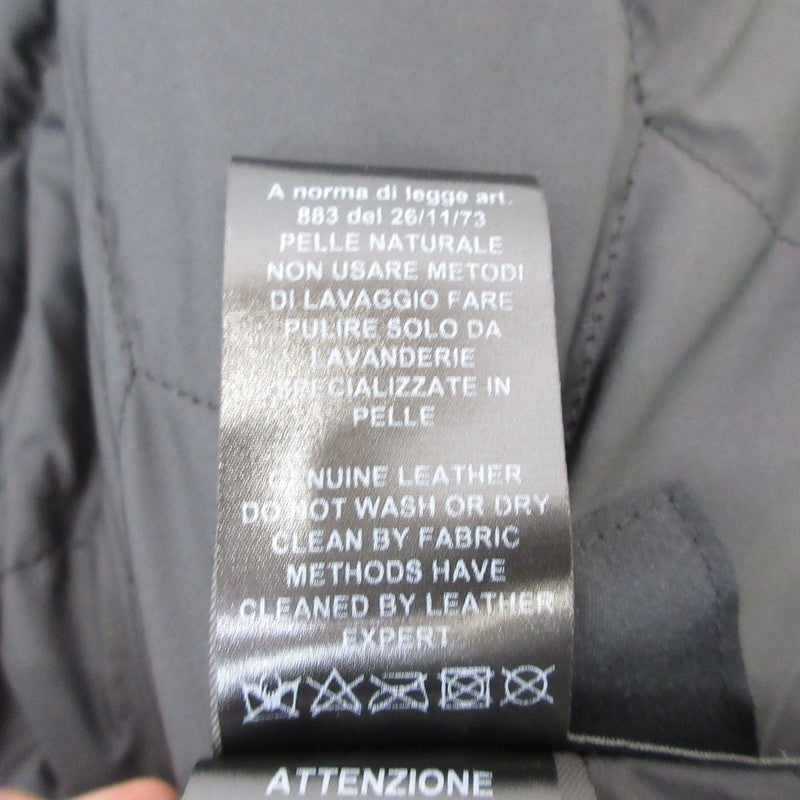 A norma di legge art.
883 del 26/11/73
PELLE NATURALE
NON USARE METODI
DI LAVAGGIO FARE
PULIRE SOLO DA
LAVANDERIE
SPECIALIZZATE IN
PELLE
GENUINE LEATHER
DO NOT WASH OR DRY
CLEAN BY FABRIC
METHODS HAVE
CLEANED BY LEATHER
EXPERT
ATTENZIONE